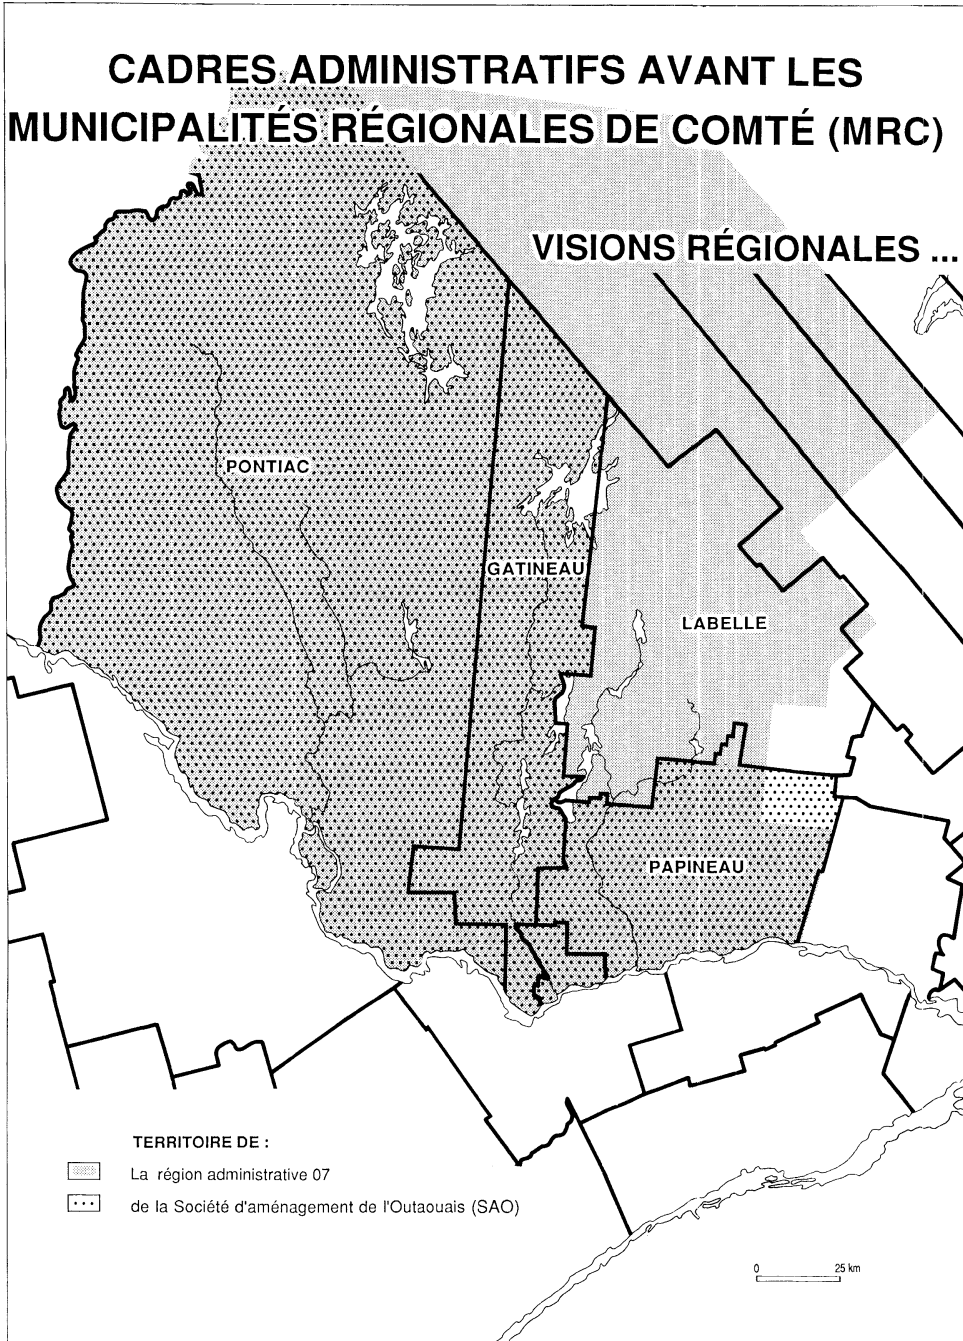 CADRES ADMINISTRATIFS AVANT LES
MUNICIPALITÉS RÉGIONALES DE COMTÉ (MRC)
VISIONS RÉGIONALES ...
PONTIAC
GATINEAU
LABELLE
PAPINEAU
TERRITOIRE DE :
La région administrative 07
de la Société d'aménagement de l'Outaouais (SAO)
0 25 km